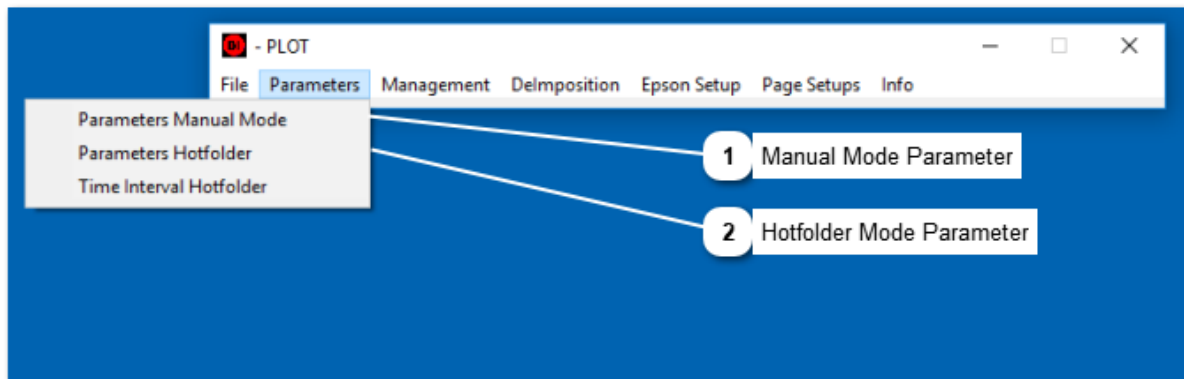 GI - PLOT
File Parameters Management DeImposition Epson Setup Page Setups Info
Parameters Manual Mode
Parameters Hotfolder
Time Interval Hotfolder
1 Manual Mode Parameter
2 Hotfolder Mode Parameter